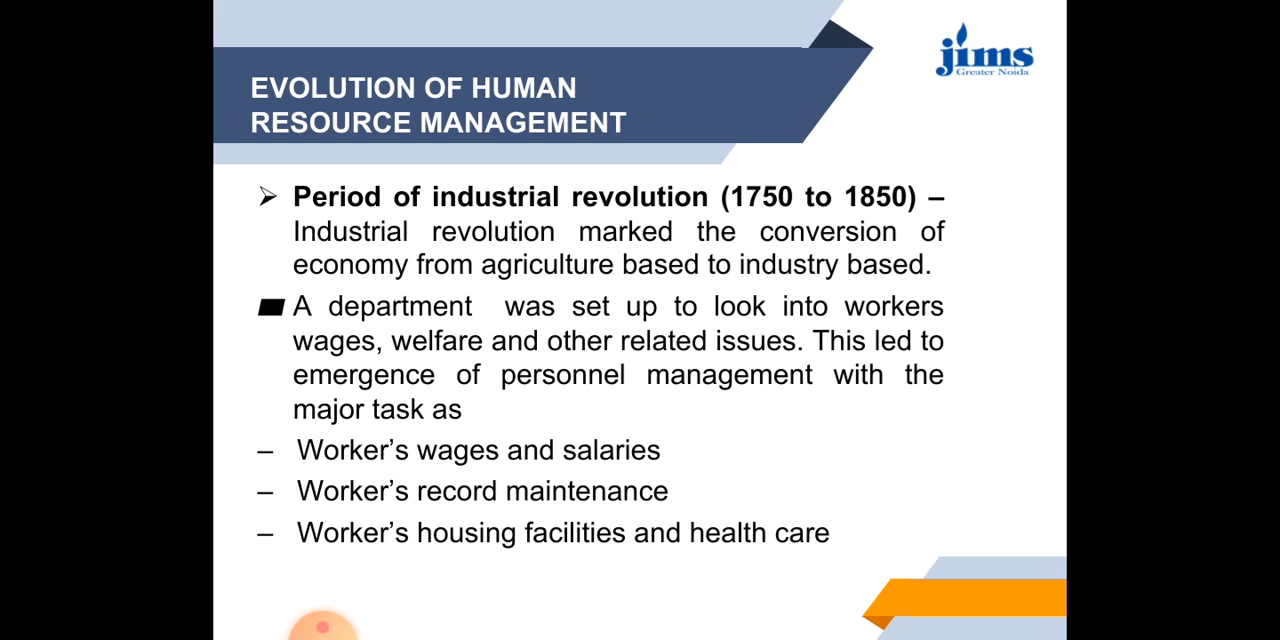 jims
Greater Noida
EVOLUTION OF HUMAN
RESOURCE MANAGEMENT
➢ Period of industrial revolution (1750 to 1850) –
Industrial revolution marked the conversion of
economy from agriculture based to industry based.
A department was set up to look into workers
wages, welfare and other related issues. This led to
emergence of personnel management with the
major task as
– Worker’s wages and salaries
– Worker’s record maintenance
– Worker’s housing facilities and health care